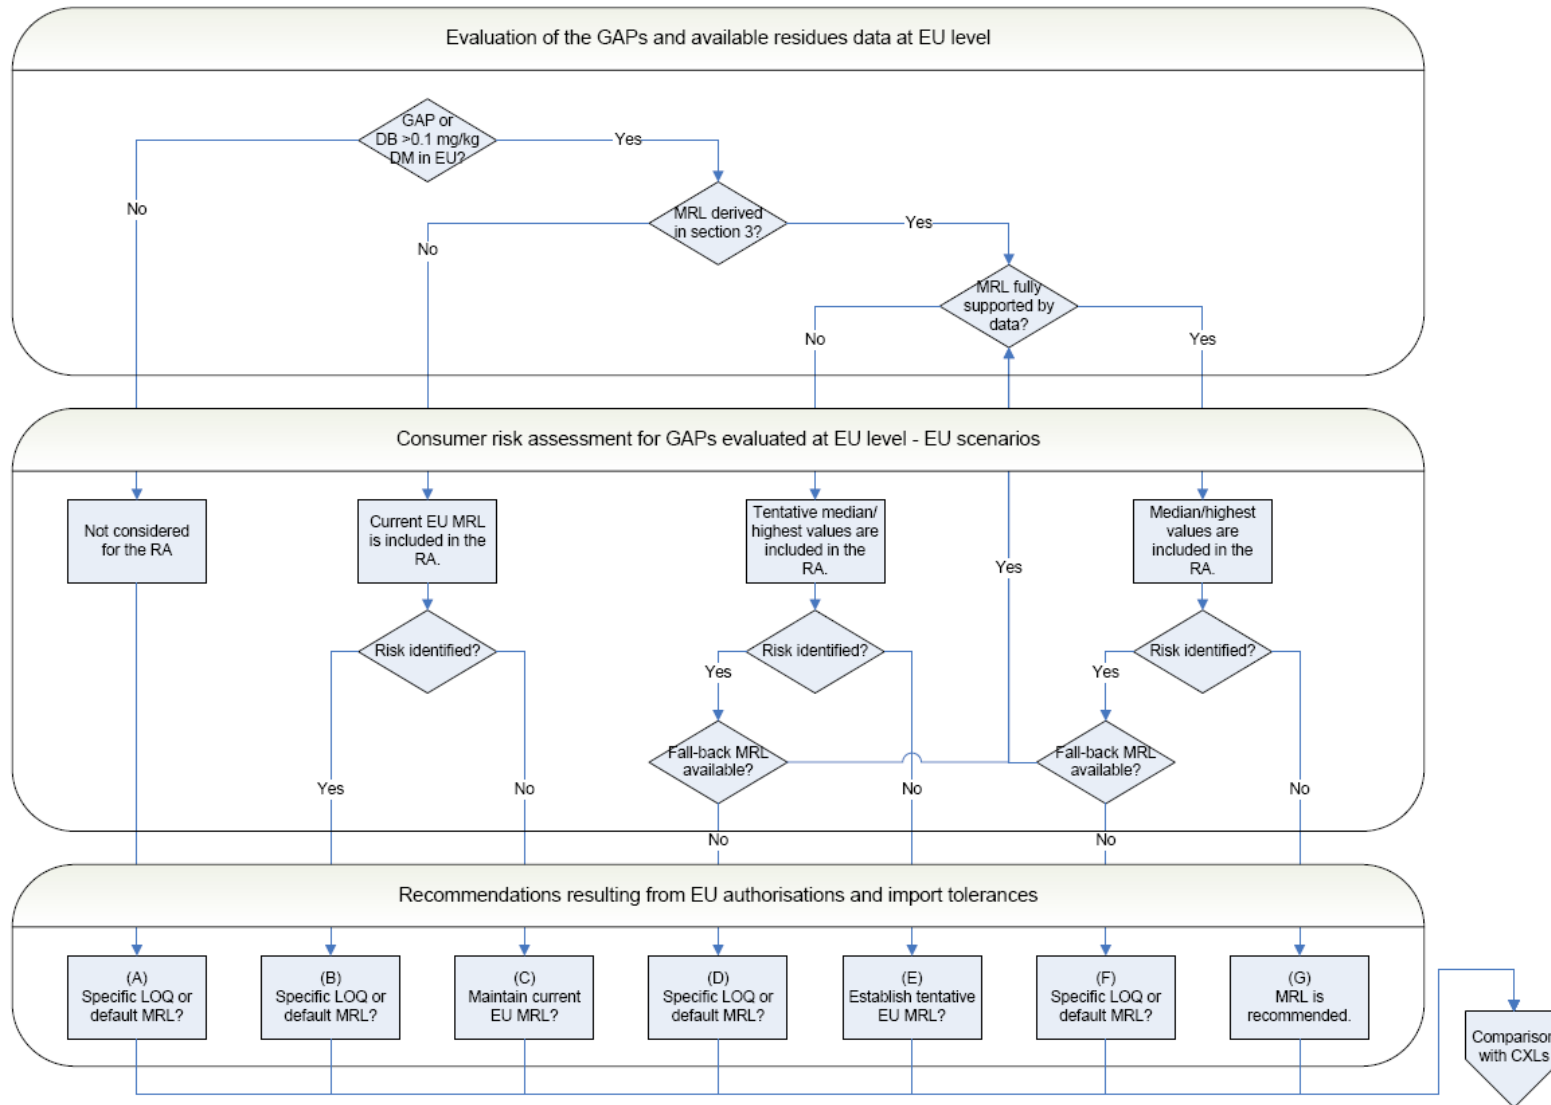 Evaluation of the GAPs and available residues data at EU level
GAP or
DB >0.1 mg/kg
DM in EU?
Yes
No
MRL derived
in section 3?
Yes
No
MRL fully
supported by
data?
No
Yes
Consumer risk assessment for GAPs evaluated at EU level - EU scenarios
Not considered
for the RA
Current EU MRL
is included in the
RA.
Tentative median/
highest values are
included in the
RA.
Yes
Median/highest
values are
included in the
RA.
Risk identified?
Risk identified?
Risk identified?
Yes
Yes
Fall-back MRL
available?
Fall-back MRL
available?
Yes
No
No
No
No
No
Recommendations resulting from EU authorisations and import tolerances
(A)
Specific LOQ or
default MRL?
(B)
Specific LOQ or
default MRL?
(C)
Maintain current
EU MRL?
(D)
Specific LOQ or
default MRL?
(E)
Establish tentative
EU MRL?
(F)
Specific LOQ or
default MRL?
(G)
MRL is
recommended.
Comparison
with CXLs